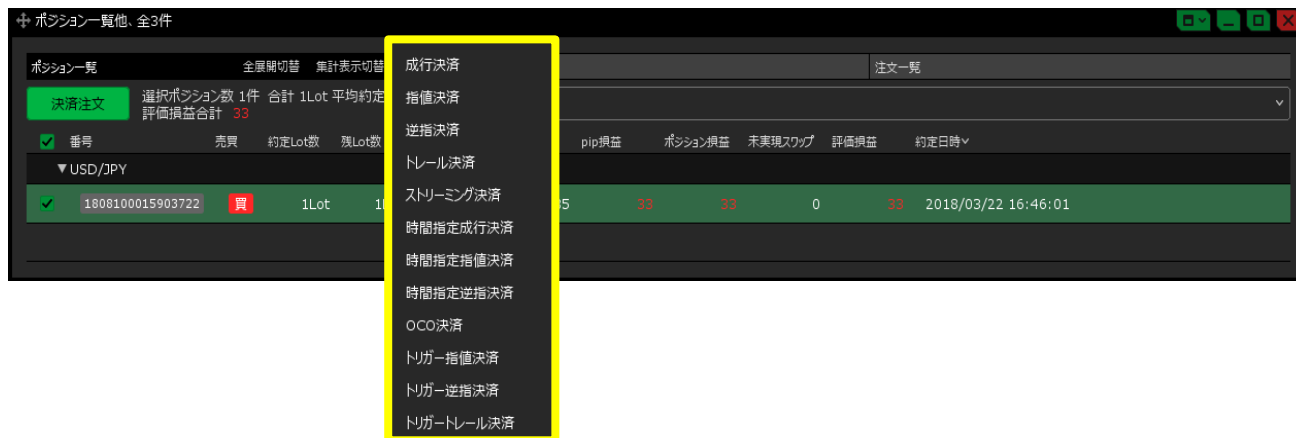 ポジション一覧他、全3件
ポジション一覧 全展開切替 集計表示切替 注文一覧
決済注文 選択ポジション数 1件 合計 1Lot 平均約定
評価損益合計 33
番号 売買 約定Lot数 残Lot数 pip損益 ポジション損益 未実現スワップ 評価損益 約定日時
▼USD/JPY
1808100015903722 買 1Lot 33 33 0 33 2018/03/22 16:46:01
成行決済
指値決済
逆指決済
トレール決済
ストリーミング決済
時間指定成行決済
時間指定指値決済
時間指定逆指決済
OCO決済
トリガー指値決済
トリガー逆指決済
トリガートレール決済